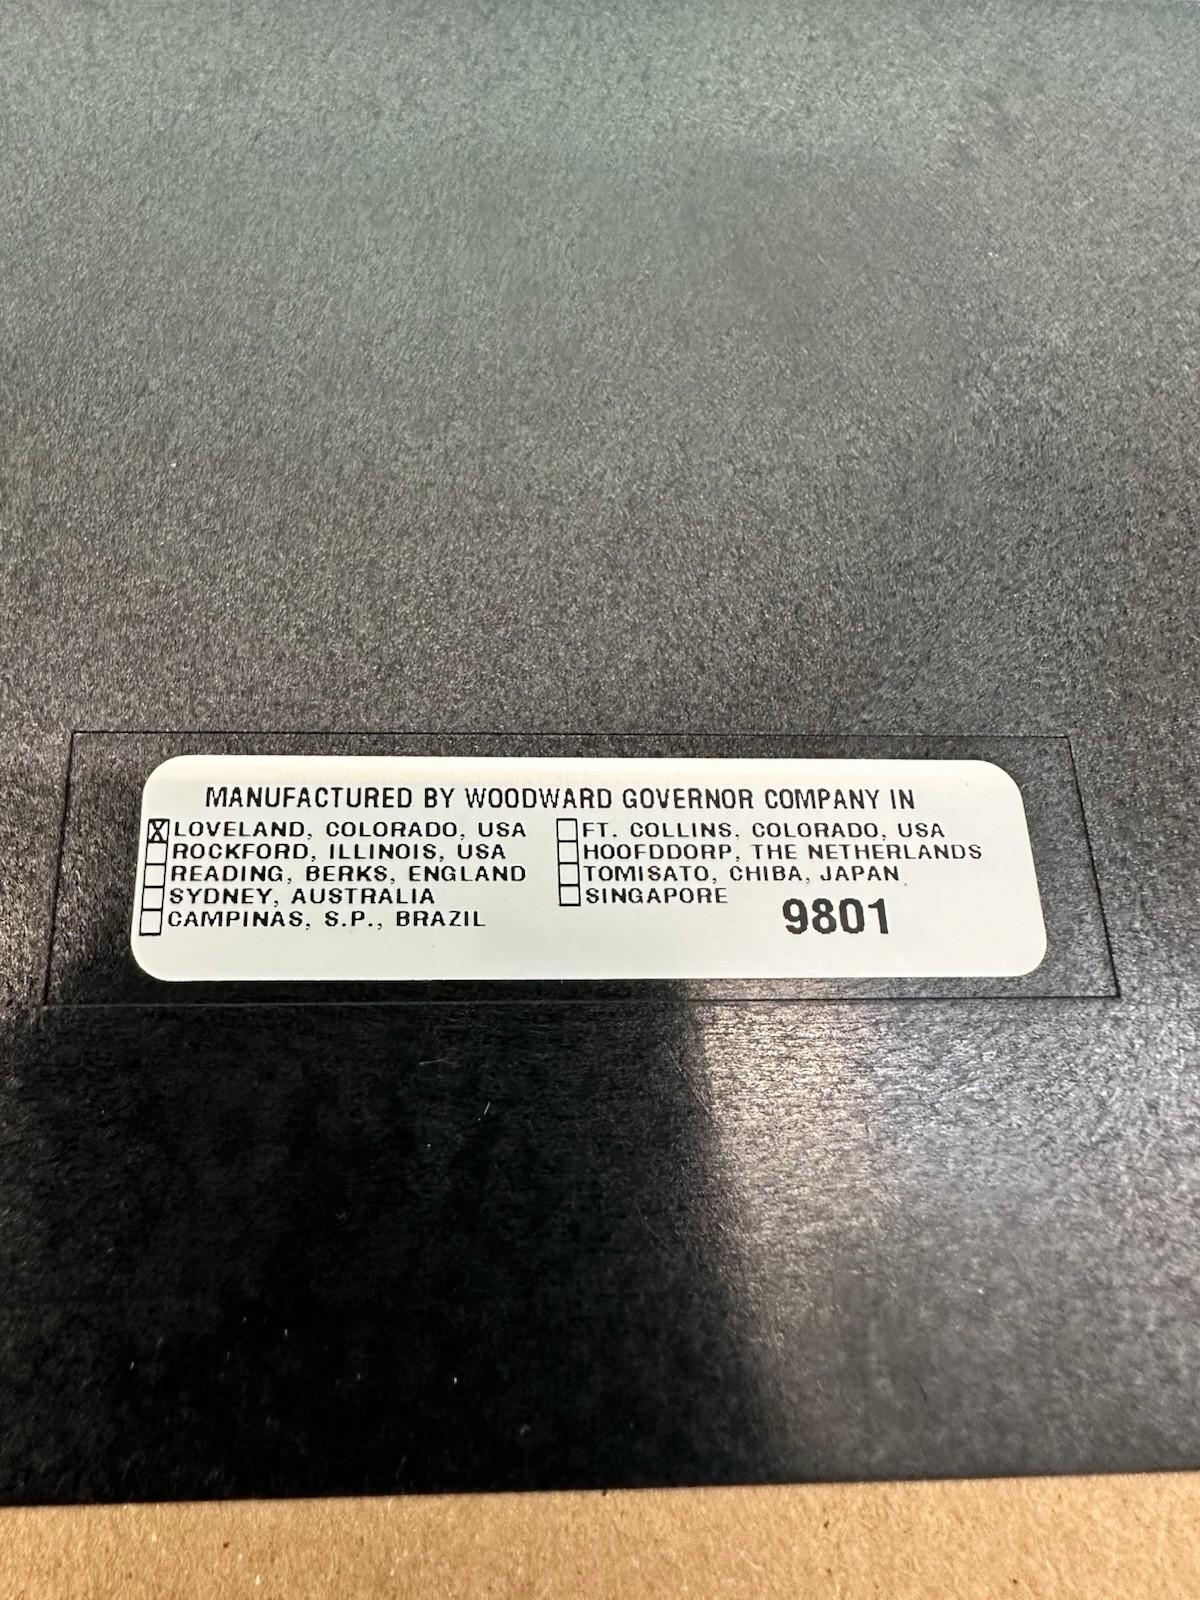 MANUFACTURED BY WOODWARD GOVERNOR COMPANY IN
☒ LOVELAND, COLORADO, USA
☐ ROCKFORD, ILLINOIS, USA
☐ READING, BERKS, ENGLAND
☐ SYDNEY, AUSTRALIA
☐ CAMPINAS, S.P., BRAZIL
☐ FT. COLLINS, COLORADO, USA
☐ HOOFDDORP, THE NETHERLANDS
☐ TOMISATO, CHIBA, JAPAN
☐ SINGAPORE
9801